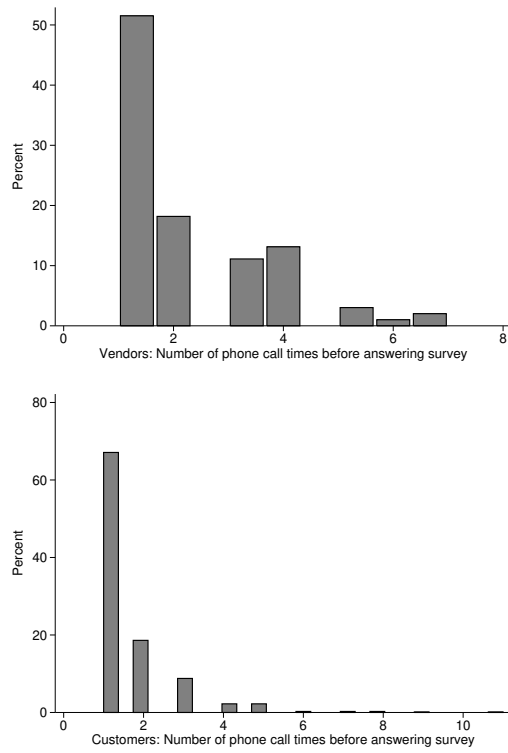 50
40
30
20
10
0
Percent
0 2 4 6 8
Vendors: Number of phone call times before answering survey
80
60
40
20
0
Percent
0 2 4 6 8 10
Customers: Number of phone call times before answering survey